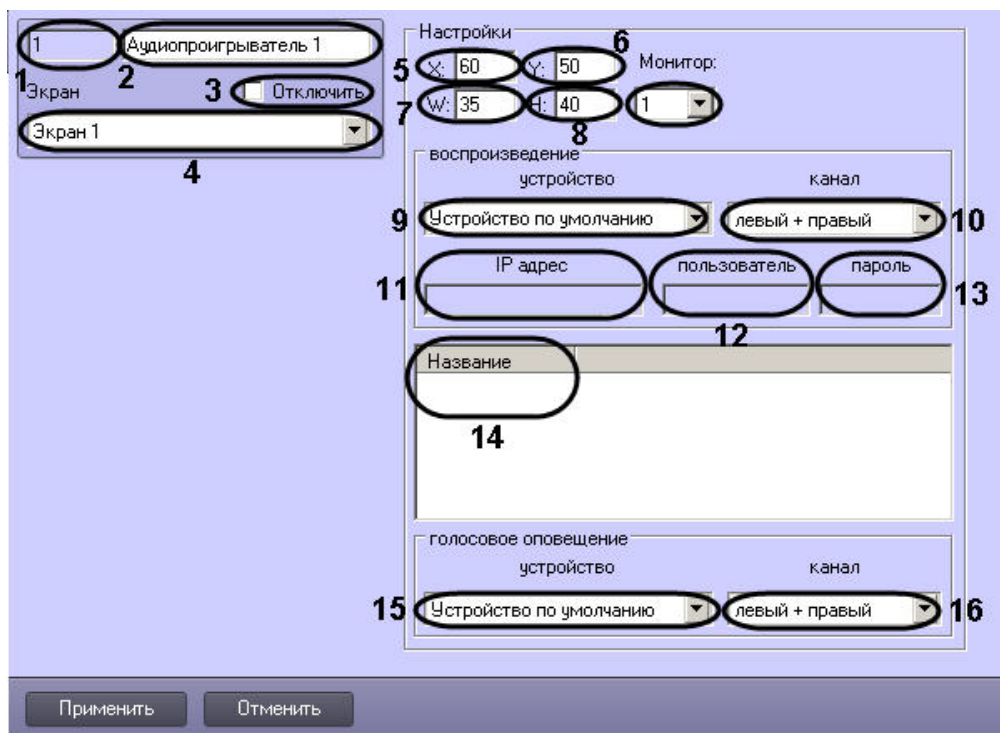 1 Аудиопроигрыватель 1
1 2
Экран 3 Отключить
Экран 1
4
Настройки
5 X: 60 Y: 50 6 Монитор:
7 W: 35 H: 40 1
8
воспроизведение
устройство канал
9 Устройство по умолчанию левый + правый 10
IP адрес пользователь пароль
11 12 13
Название
14
голосовое оповещение
устройство канал
15 Устройство по умолчанию левый + правый 16
Применить Отменить